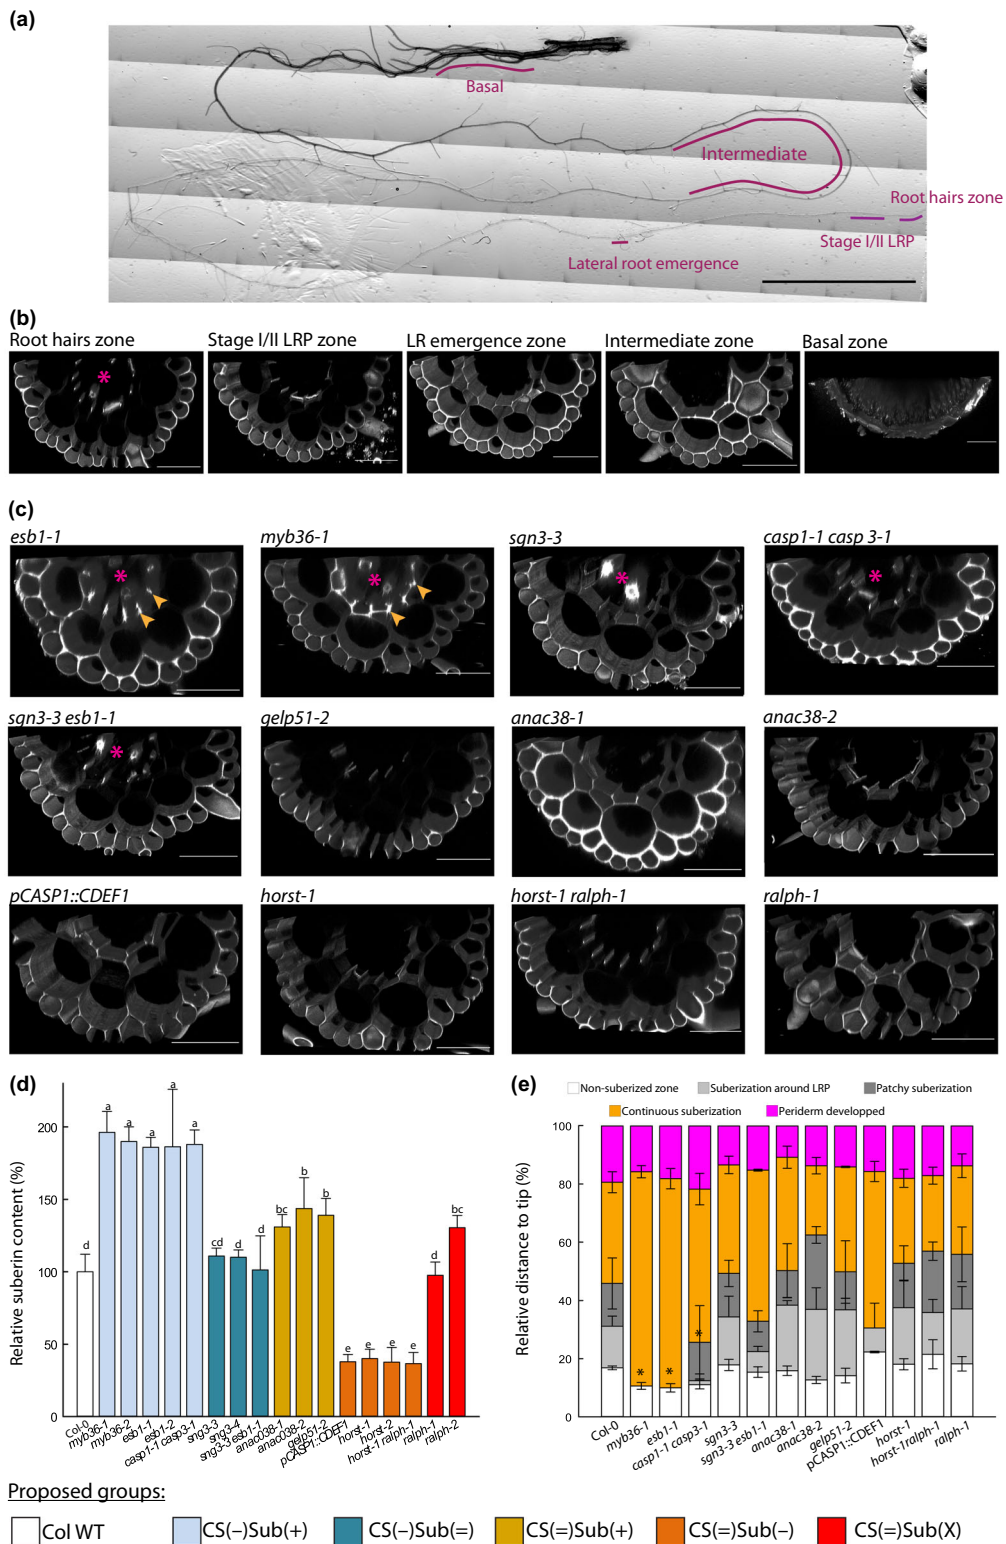 (a)
Basal
Intermediate
Root hairs zone
Stage I/II LRP
Lateral root emergence
(b)
Root hairs zone
Stage I/II LRP zone
LR emergence zone
Intermediate zone
Basal zone
*
(c)
esb1-1
myb36-1
sgn3-3
casp1-1 casp 3-1
*
*
*
*
sgn3-3 esb1-1
gelp51-2
anac38-1
anac38-2
*
pCASP1::CDEF1
horst-1
horst-1 ralph-1
ralph-1
(d)
Relative suberin content (%)
200
150
100
50
0
d
a
a
a
a
a
cd
d
d
bc
b
b
e
e
e
e
d
bc
Col-0
myb36-1
myb36-2
esb1-1
esb1-2
casp1-1 casp3-1
sng3-3
sng3-4
sng3-3 esb1-1
anac038-1
anac038-2
gelp51-2
pCASP1::CDEF1
horst-1
horst-2
horst-1 ralph-1
ralph-1
ralph-2
(e)
Non-suberized zone
Suberization around LRP
Patchy suberization
Continuous suberization
Periderm developped
Relative distance to tip (%)
100
80
60
40
20
0
*
*
*
Col-0
myb36-1
esb1-1
casp1-1 casp3-1
sgn3-3
sgn3-3 esb1-1
anac38-1
anac38-2
gelp51-2
pCASP1::CDEF1
horst-1
horst-1ralph-1
ralph-1
Proposed groups:
Col WT
CS(−)Sub(+)
CS(−)Sub(=)
CS(=)Sub(+)
CS(=)Sub(−)
CS(=)Sub(X)